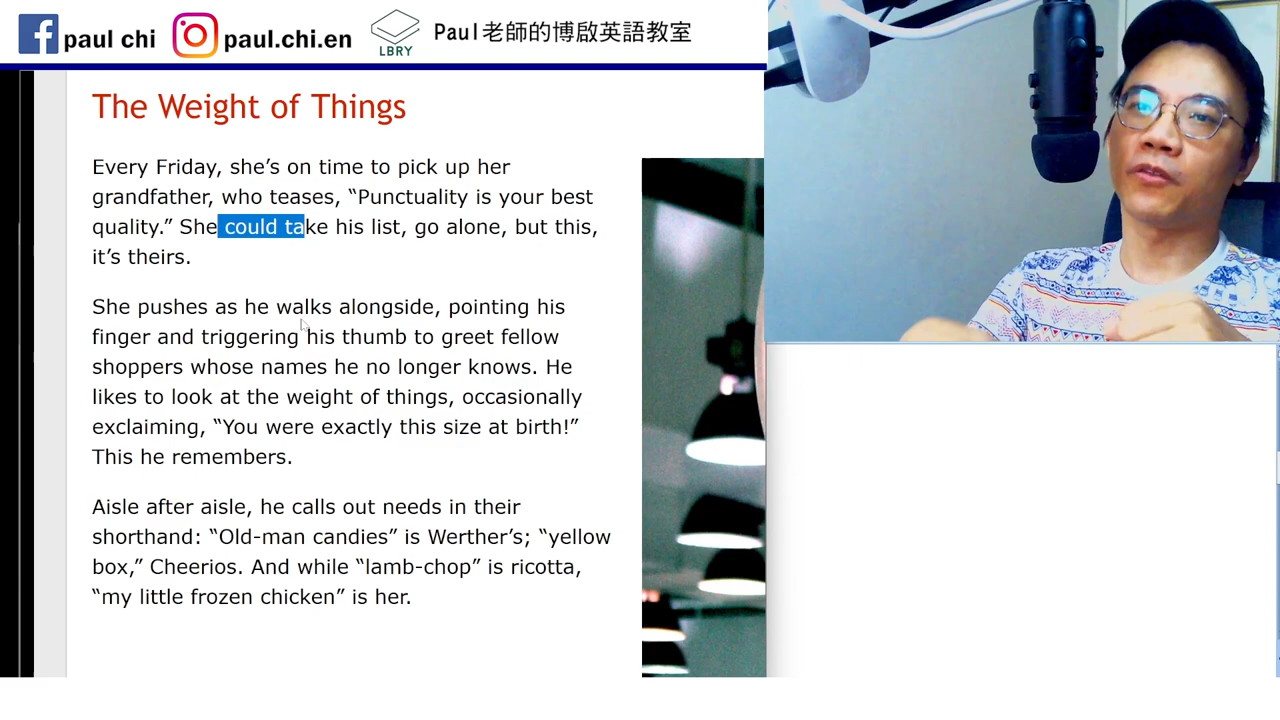 paul chi
paul.chi.en
LBRY
Paul老師的博啟英語教室
The Weight of Things
Every Friday, she’s on time to pick up her
grandfather, who teases, “Punctuality is your best
quality.” She could take his list, go alone, but this,
it’s theirs.
She pushes as he walks alongside, pointing his
finger and triggering his thumb to greet fellow
shoppers whose names he no longer knows. He
likes to look at the weight of things, occasionally
exclaiming, “You were exactly this size at birth!”
This he remembers.
Aisle after aisle, he calls out needs in their
shorthand: “Old-man candies” is Werther’s; “yellow
box,” Cheerios. And while “lamb-chop” is ricotta,
“my little frozen chicken” is her.